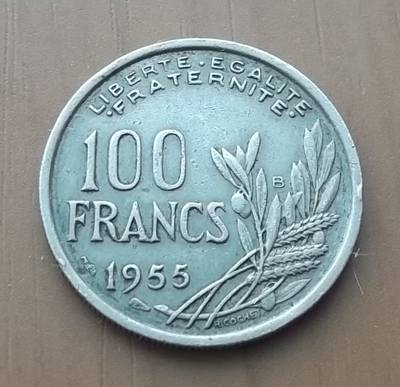 LIBERTE · EGALITE
· FRATERNITE ·
100
FRANCS
B
1955
R.COCHET